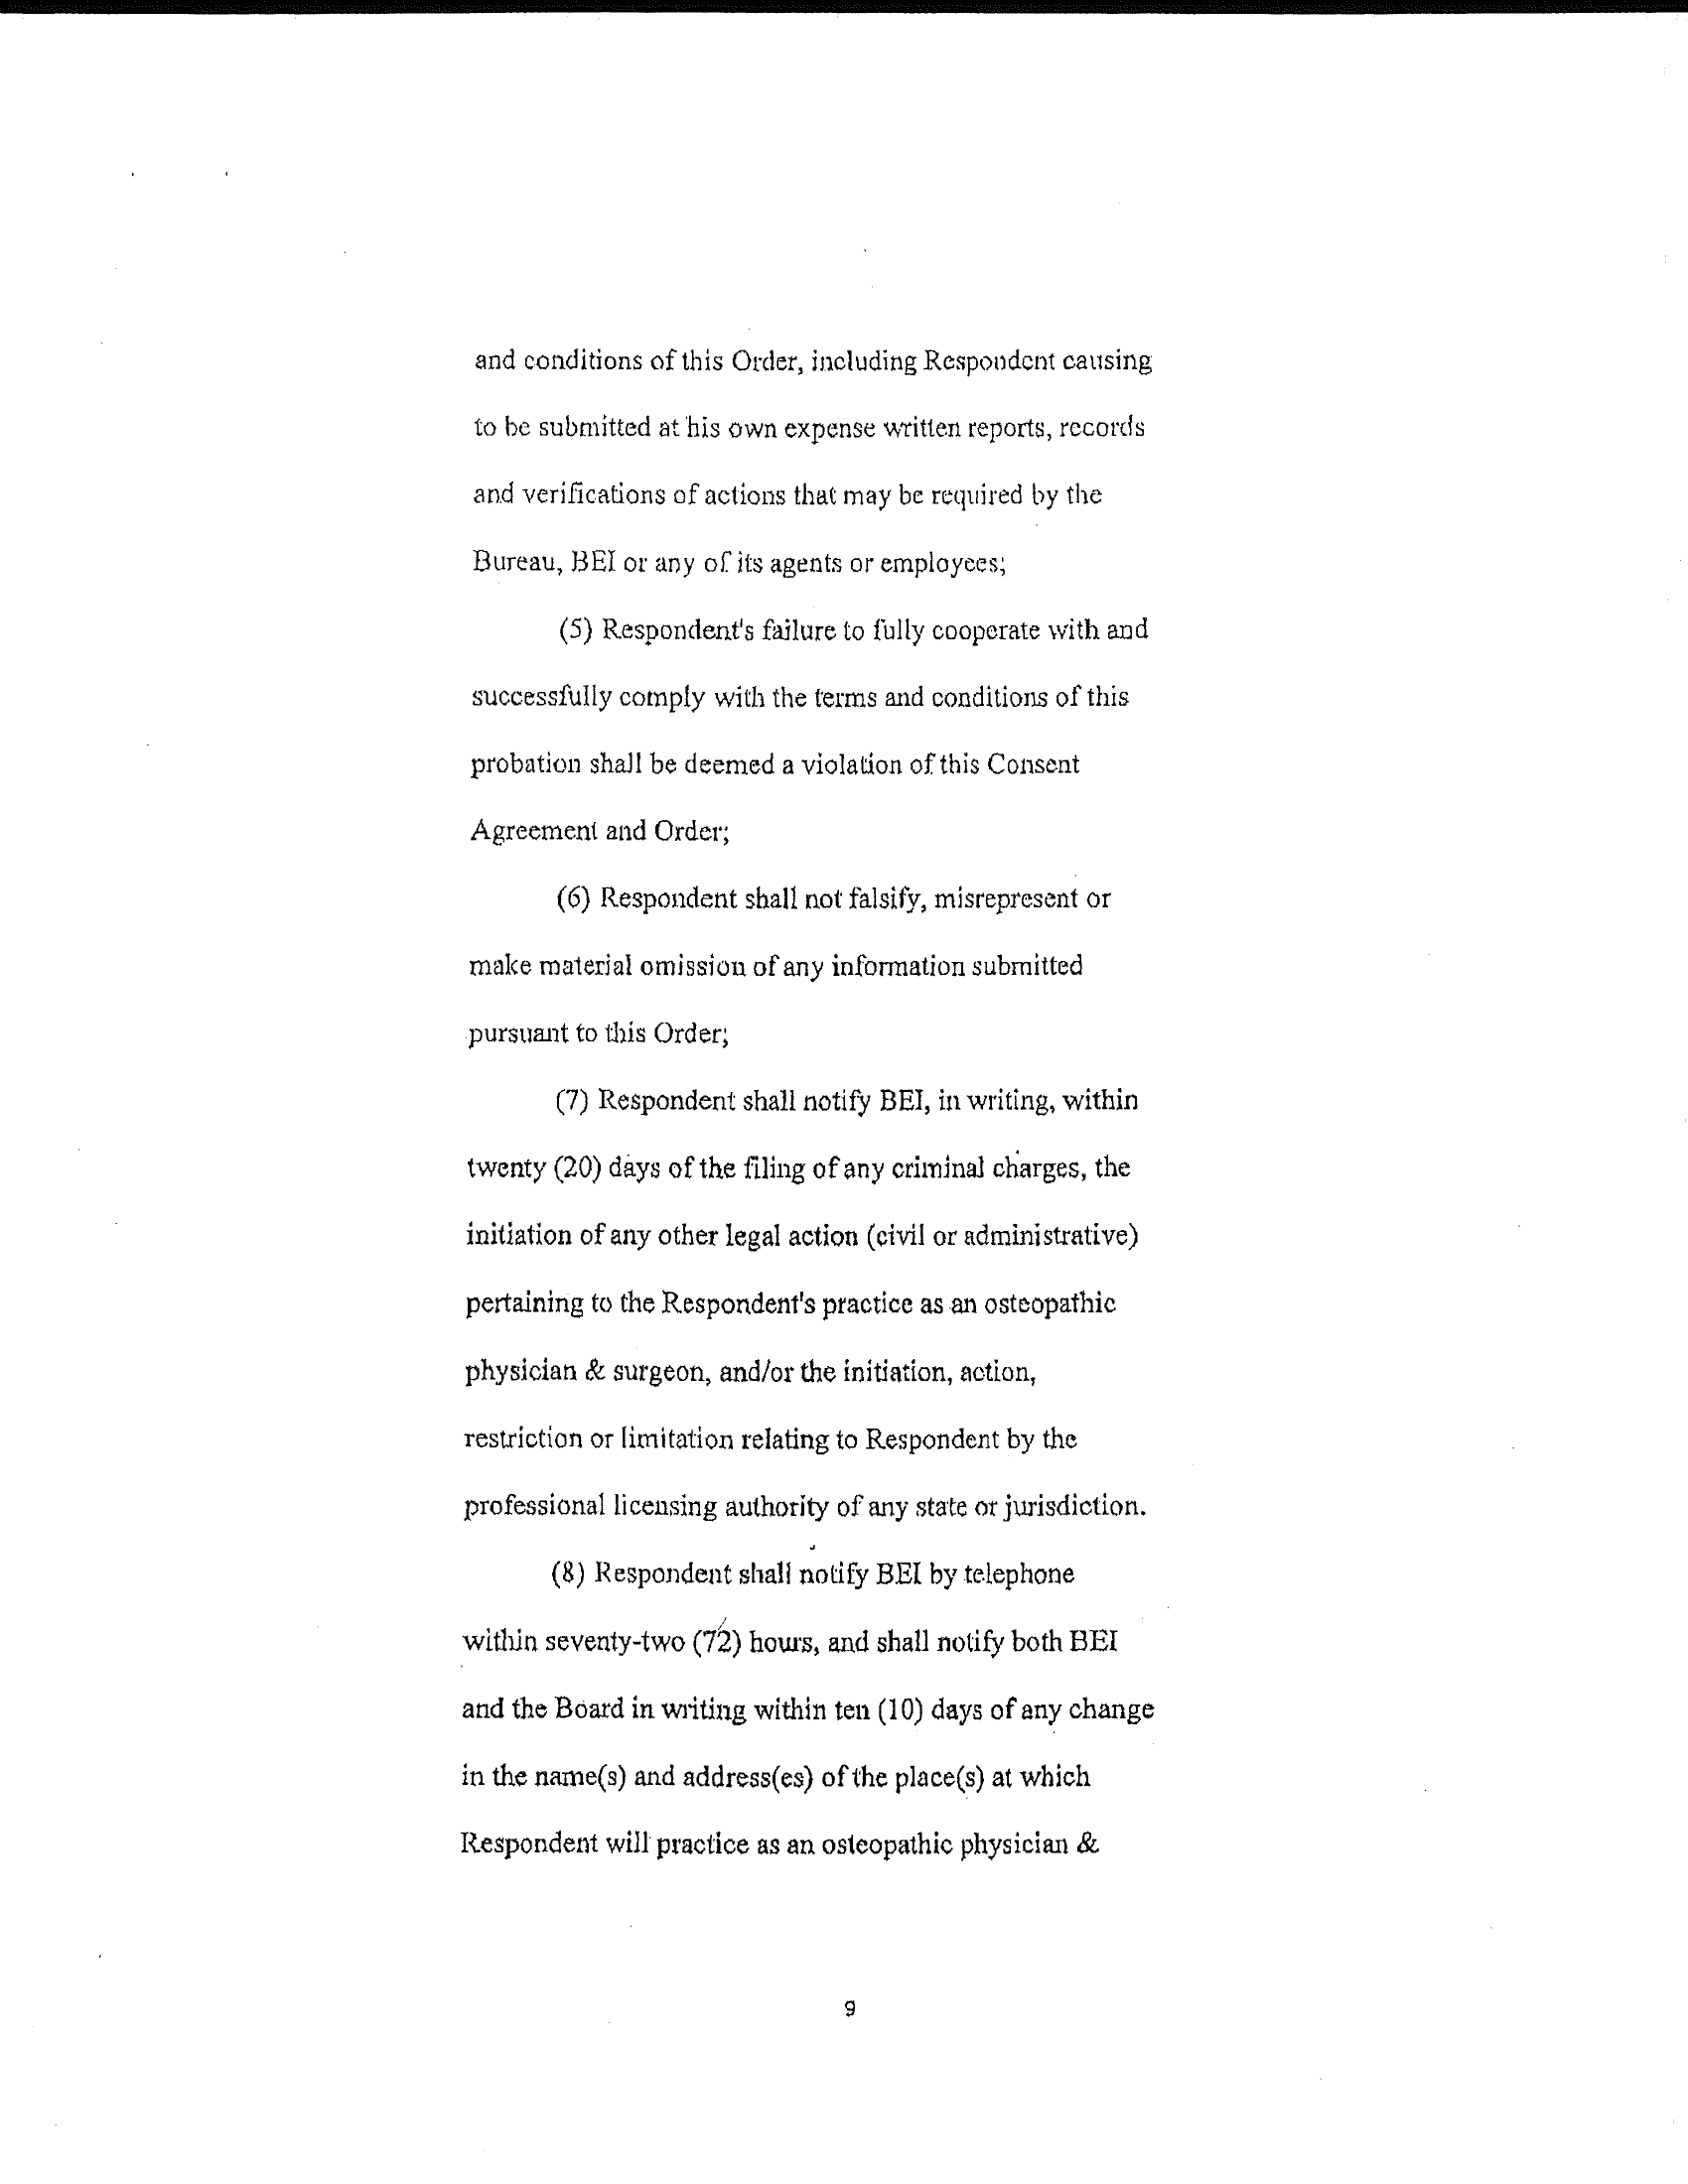 and conditions of this Order, including Respondent causing
to be submitted at his own expense written reports, records
and verifications of actions that may be required by the
Bureau, BEI or any of its agents or employees;
(5) Respondent's failure to fully cooperate with and
successfully comply with the terms and conditions of this
probation shall be deemed a violation of this Consent
Agreement and Order;
(6) Respondent shall not falsify, misrepresent or
make material omission of any information submitted
pursuant to this Order;
(7) Respondent shall notify BEI, in writing, within
twenty (20) days of the filing of any criminal charges, the
initiation of any other legal action (civil or administrative)
pertaining to the Respondent's practice as an osteopathic
physician & surgeon, and/or the initiation, action,
restriction or limitation relating to Respondent by the
professional licensing authority of any state or jurisdiction.
(8) Respondent shall notify BEI by telephone
within seventy-two (72) hours, and shall notify both BEI
and the Board in writing within ten (10) days of any change
in the name(s) and address(es) of the place(s) at which
Respondent will practice as an osteopathic physician &
9